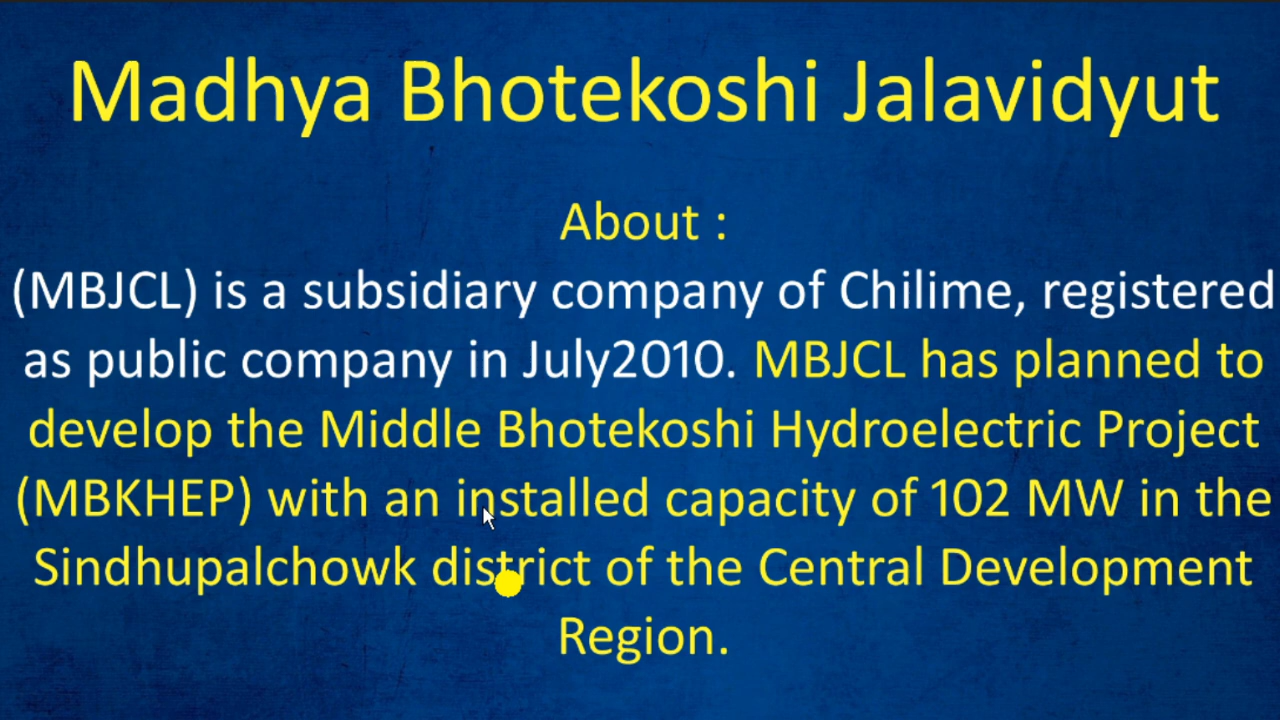 Madhya Bhotekoshi Jalavidyut
About :
(MBJCL) is a subsidiary company of Chilime, registered
as public company in July2010. MBJCL has planned to
develop the Middle Bhotekoshi Hydroelectric Project
(MBKHEP) with an installed capacity of 102 MW in the
Sindhupalchowk district of the Central Development
Region.